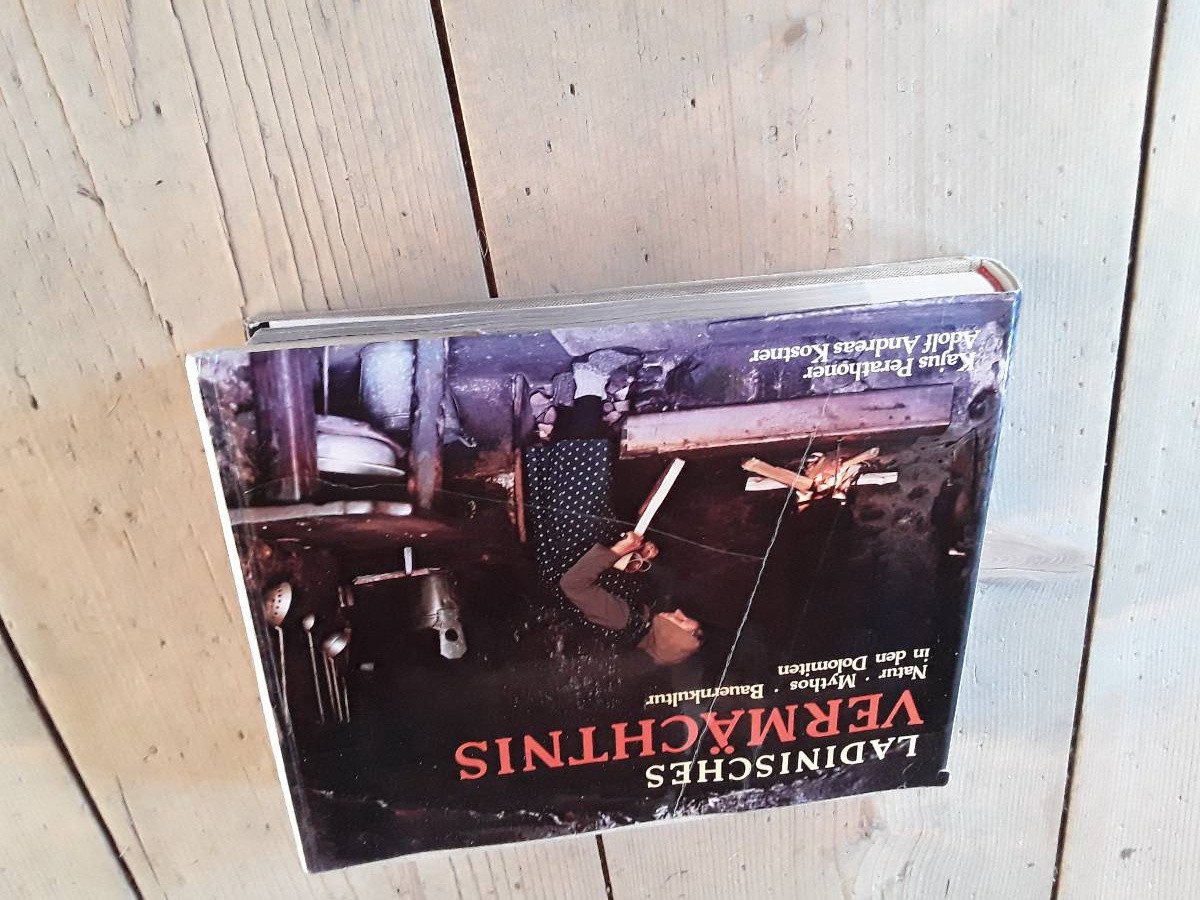 LADINISCHES
VERMÄCHTNIS
Natur · Mythos · Bauernkultur
in den Dolomiten
Kajus Perathoner
Adolf Andreas Kostner